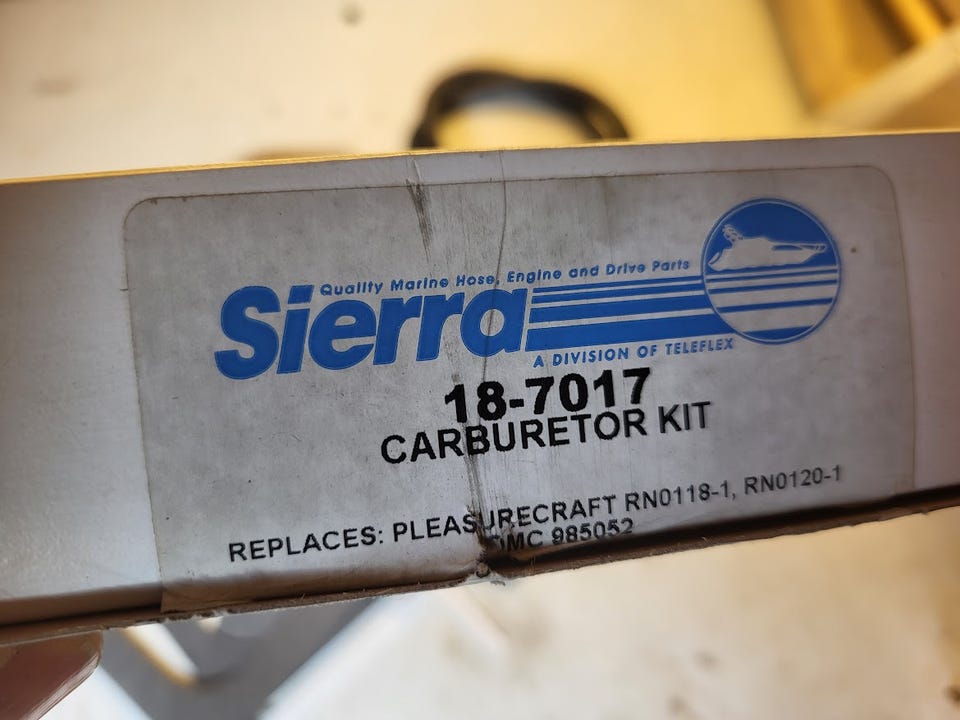 Quality Marine Hose, Engine and Drive Parts
Sierra
A DIVISION OF TELEFLEX
18-7017
CARBURETOR KIT
REPLACES: PLEASURECRAFT RN0118-1, RN0120-1
OMC 985052